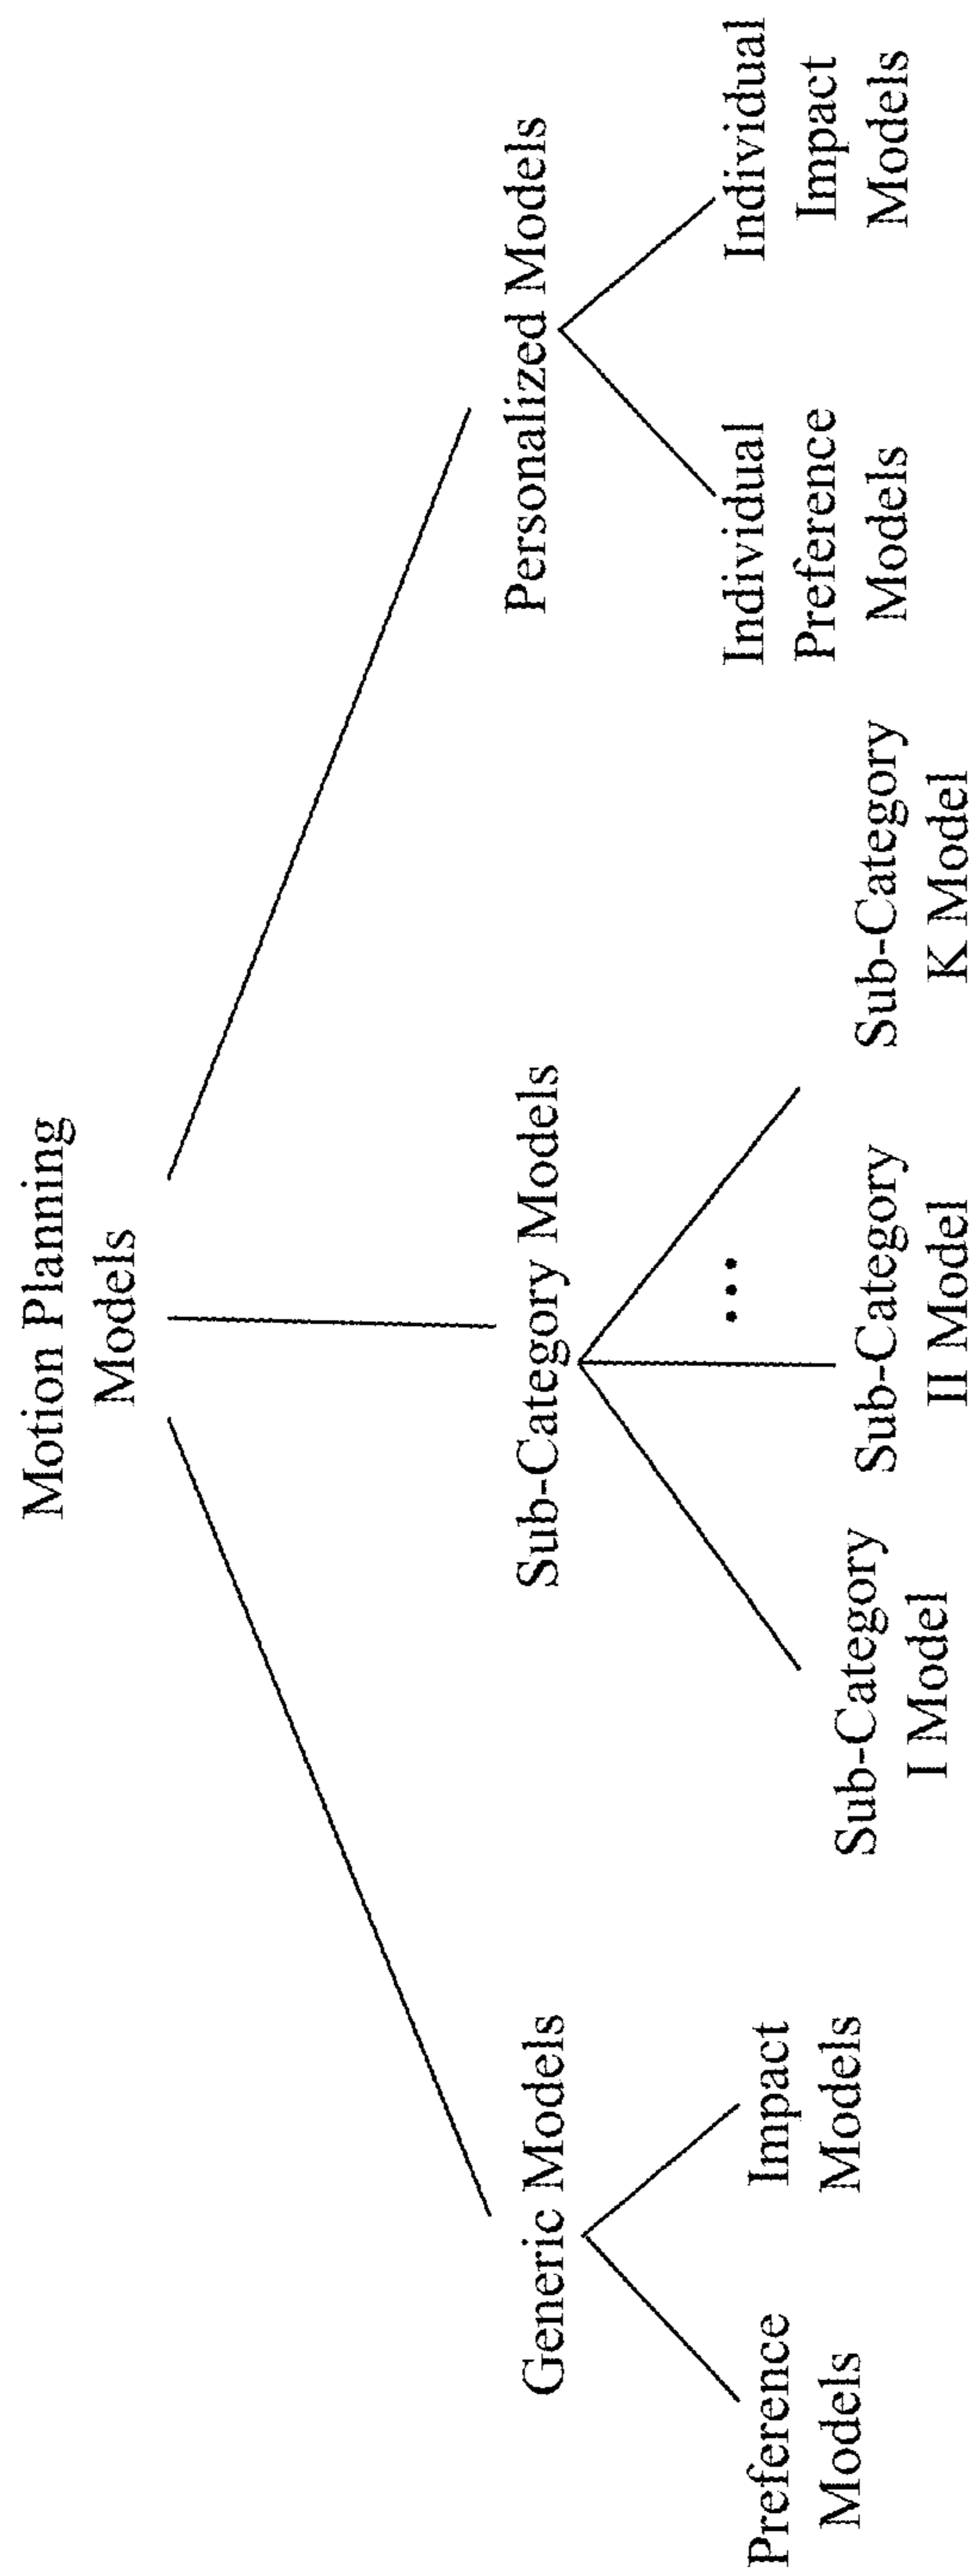 Motion Planning
Models
Generic Models
Sub-Category Models
Personalized Models
Preference
Models
Impact
Models
Sub-Category
I Model
Sub-Category
II Model
...
Sub-Category
K Model
Individual
Preference
Models
Individual
Impact
Models